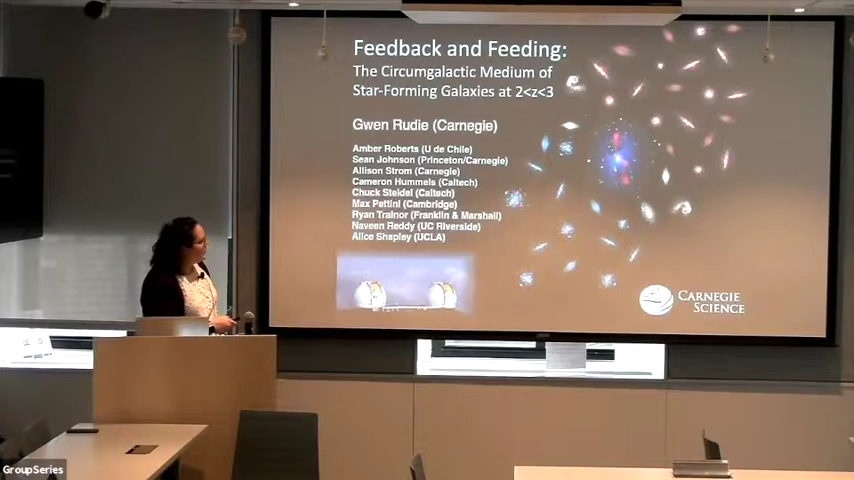 Feedback and Feeding:
The Circumgalactic Medium of
Star-Forming Galaxies at 2<z<3
Gwen Rudie (Carnegie)
Amber Roberts (U de Chile)
Sean Johnson (Princeton/Carnegie)
Allison Strom (Carnegie)
Cameron Hummels (Caltech)
Chuck Steidel (Caltech)
Max Pettini (Cambridge)
Ryan Trainor (Franklin & Marshall)
Naveen Reddy (UC Riverside)
Alice Shapley (UCLA)
CARNEGIE
SCIENCE
GroupSeries